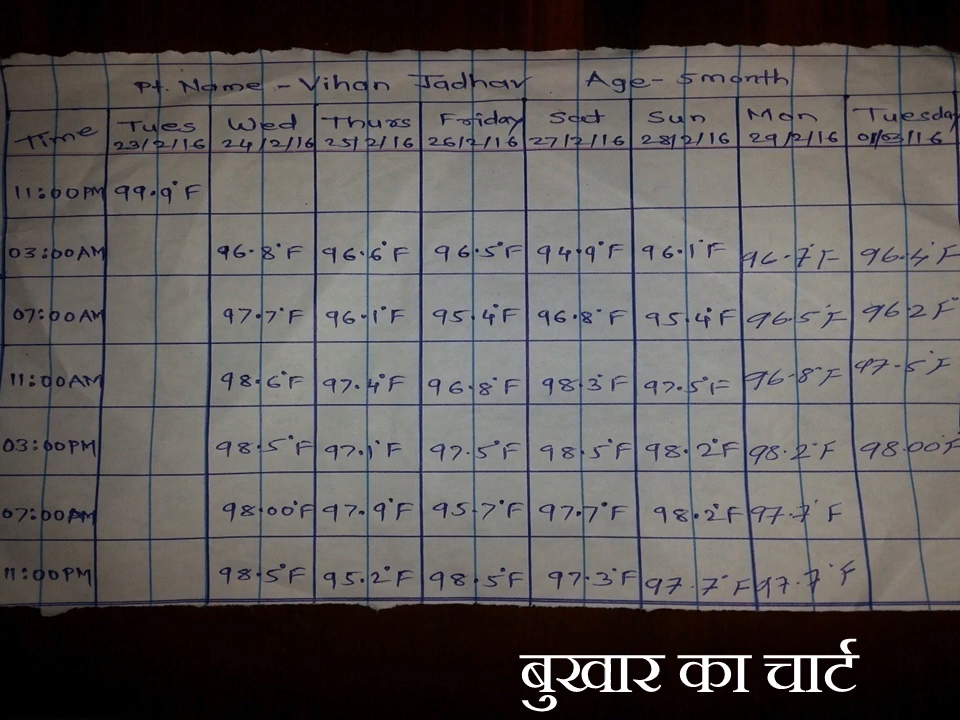 Pt. Name - Vihan Jadhav Age - 5 month
Time Tues Wed Thurs Friday Sat Sun Mon Tuesday
23/2/16 24/2/16 25/2/16 26/2/16 27/2/16 28/2/16 29/2/16 01/03/16
11:00PM 99.9°F
03:00AM 96.8°F 96.6°F 96.5°F 94.9°F 96.1°F 96.7°F 96.4°F
07:00AM 97.7°F 96.1°F 95.4°F 96.8°F 95.4°F 96.5°F 96.2°F
11:00AM 98.6°F 97.4°F 96.8°F 98.3°F 97.5°F 96.8°F 97.5°F
03:00PM 98.5°F 97.1°F 97.5°F 98.5°F 98.2°F 98.2°F 98.00°F
07:00AM 98.00°F 97.9°F 95.7°F 97.7°F 98.2°F 97.7°F
11:00PM 98.5°F 95.2°F 98.5°F 97.3°F 97.7°F 97.7°F
बुखार का चार्ट